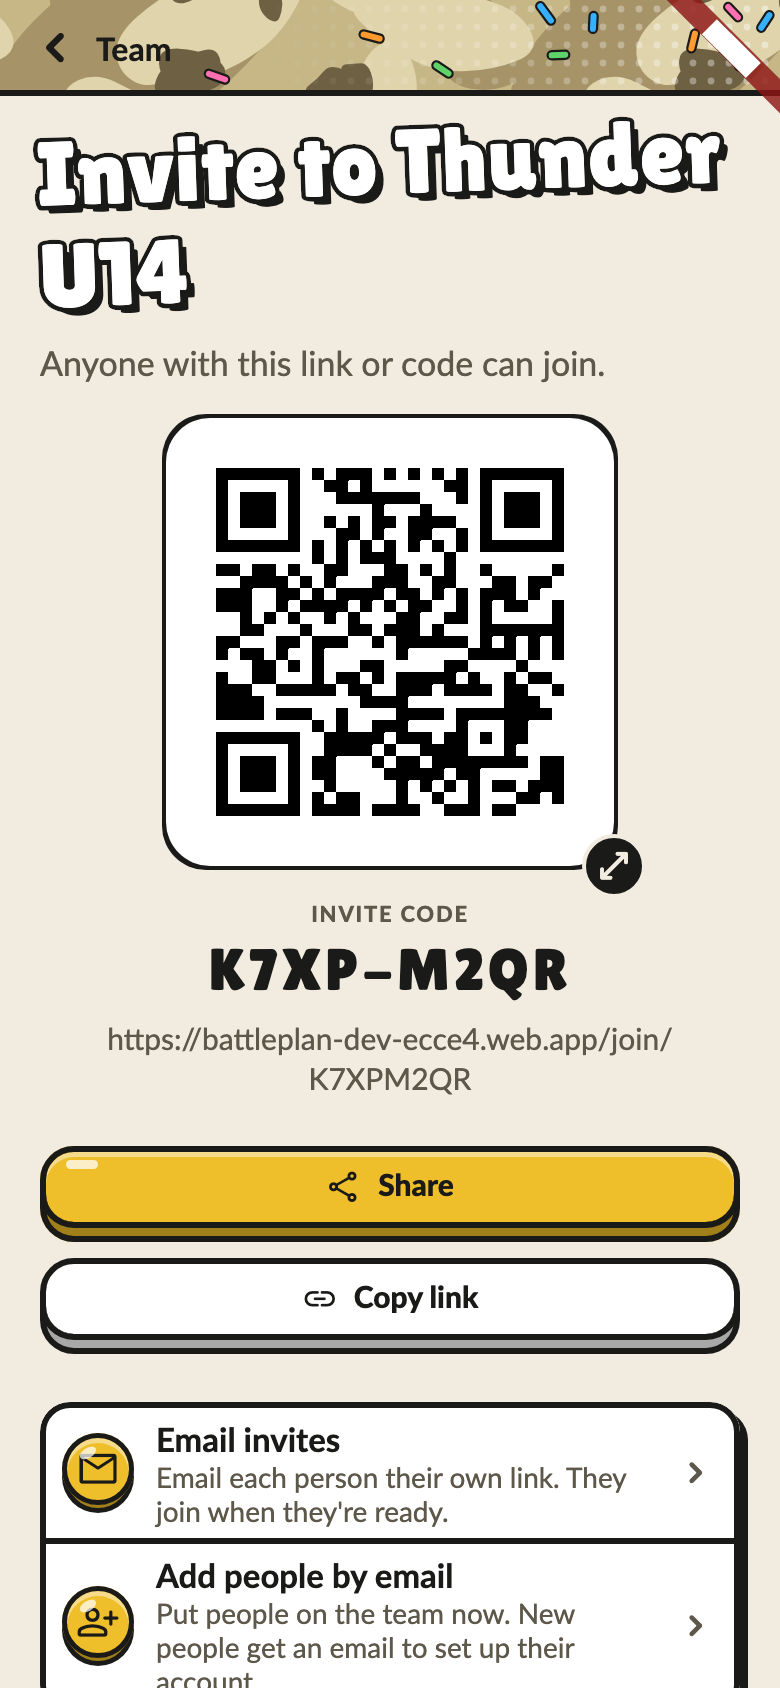 Team
Invite to Thunder
U14
Anyone with this link or code can join.
INVITE CODE
K7XP-M2QR
https://battleplan-dev-ecce4.web.app/join/
K7XPM2QR
Share
Copy link
Email invites
Email each person their own link. They
join when they're ready.
Add people by email
Put people on the team now. New
people get an email to set up their
account.